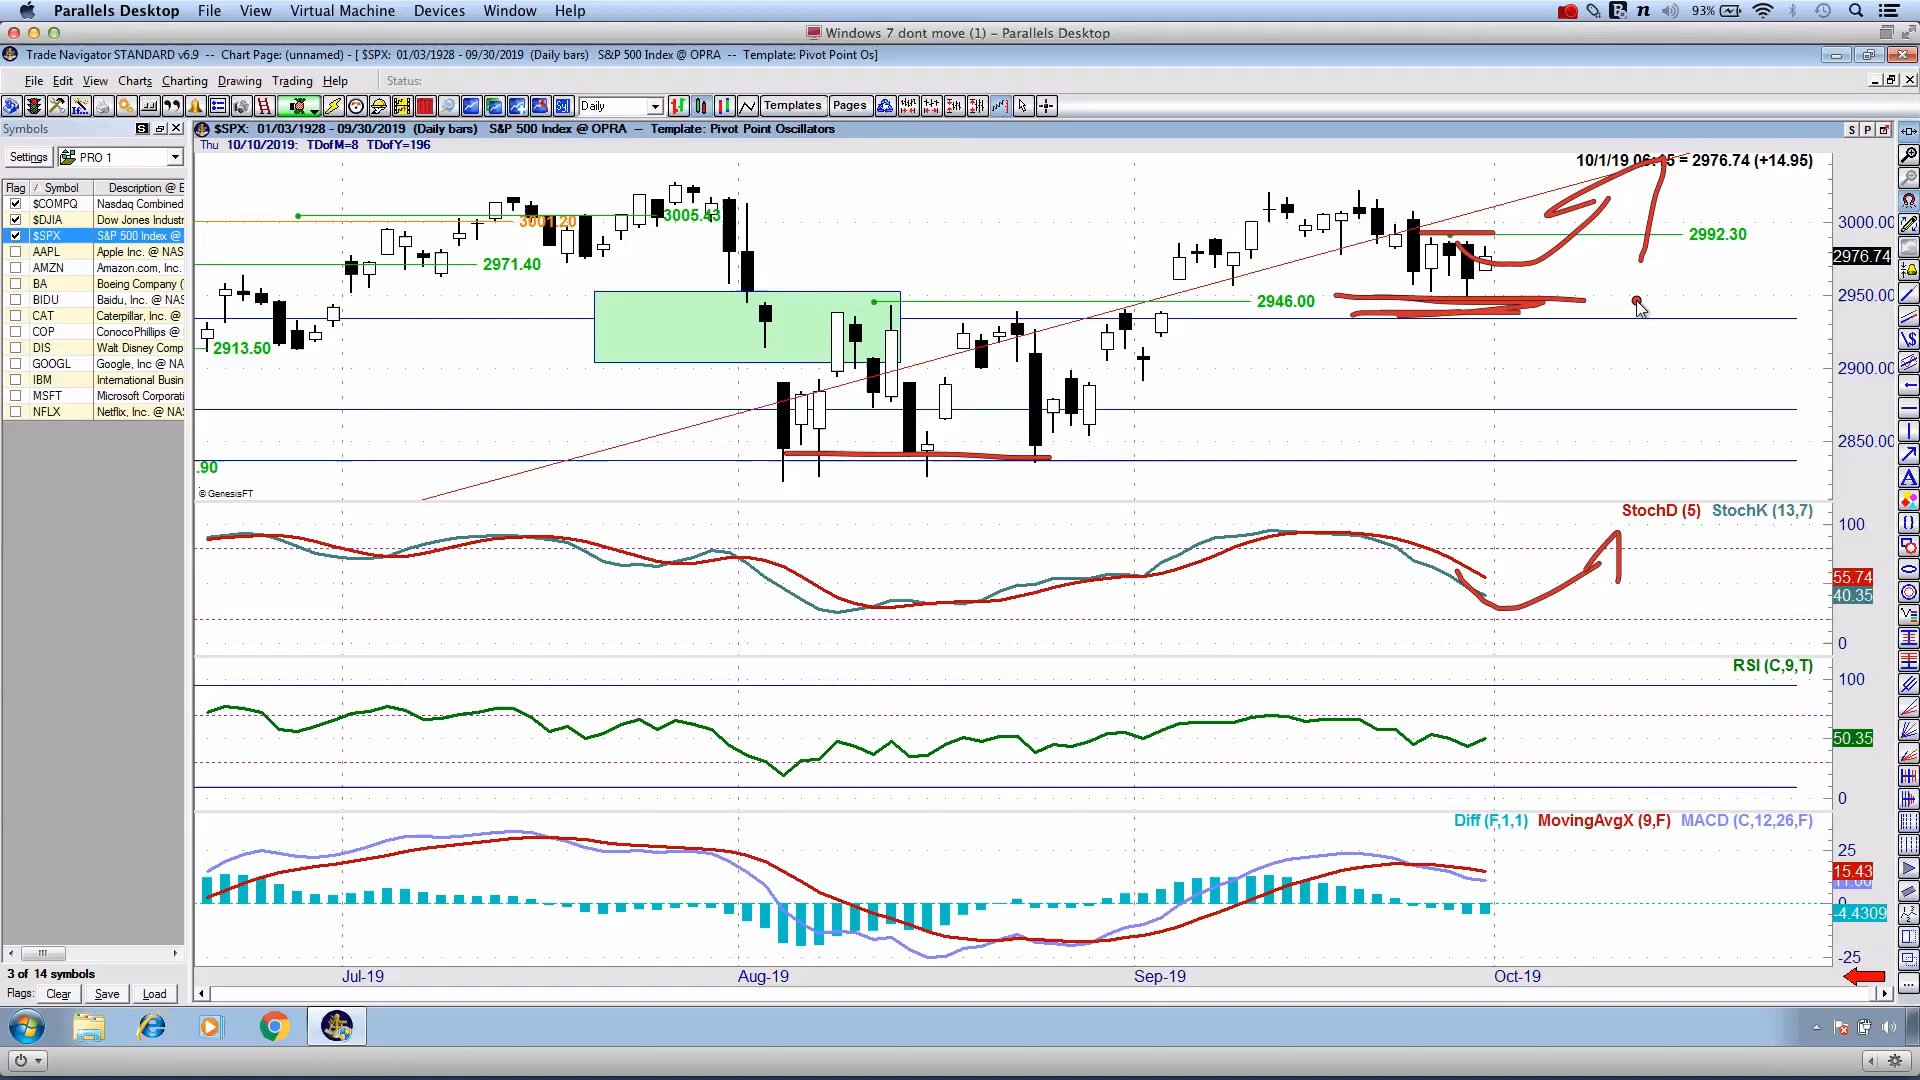 Parallels Desktop File View Virtual Machine Devices Window Help 93%
Windows 7 dont move (1) - Parallels Desktop
Trade Navigator STANDARD v6.9 -- Chart Page: (unnamed) - [ $SPX: 01/03/1928 - 09/30/2019 (Daily bars) S&P 500 Index @ OPRA -- Template: Pivot Point Os]
File Edit View Charts Charting Drawing Trading Help Status:
Daily Templates Pages
Symbols
$SPX: 01/03/1928 - 09/30/2019 (Daily bars) S&P 500 Index @ OPRA -- Template: Pivot Point Oscillators
S P
Thu 10/10/2019: TDofM=8 TDofY=196
Settings PRO 1
10/1/19 = 2976.74 (+14.95)
Flag Symbol Description @ E
$COMPQ Nasdaq Combined
$DJIA Dow Jones Industr
$SPX S&P 500 Index @
AAPL Apple Inc. @ NAS
AMZN Amazon.com, Inc.
BA Boeing Company (
BIDU Baidu, Inc. @ NAS
CAT Caterpillar, Inc. @
COP ConocoPhillips @
DIS Walt Disney Comp
GOOGL Google, Inc @ NA
IBM International Busin
MSFT Microsoft Corporati
NFLX Netflix, Inc. @ NAS
3001.20
3005.43
2971.40
2913.50
.90
2946.00
2992.30
3000.00
2976.74
2950.00
2900.00
2850.00
© GenesisFT
StochD (5) StochK (13,7)
100
55.74
40.35
0
RSI (C,9,T)
100
50.35
0
Diff (F,1,1) MovingAvgX (9,F) MACD (C,12,26,F)
25
15.43
0
-4.4309
-25
Jul-19 Aug-19 Sep-19 Oct-19
3 of 14 symbols
Flags: Clear Save Load